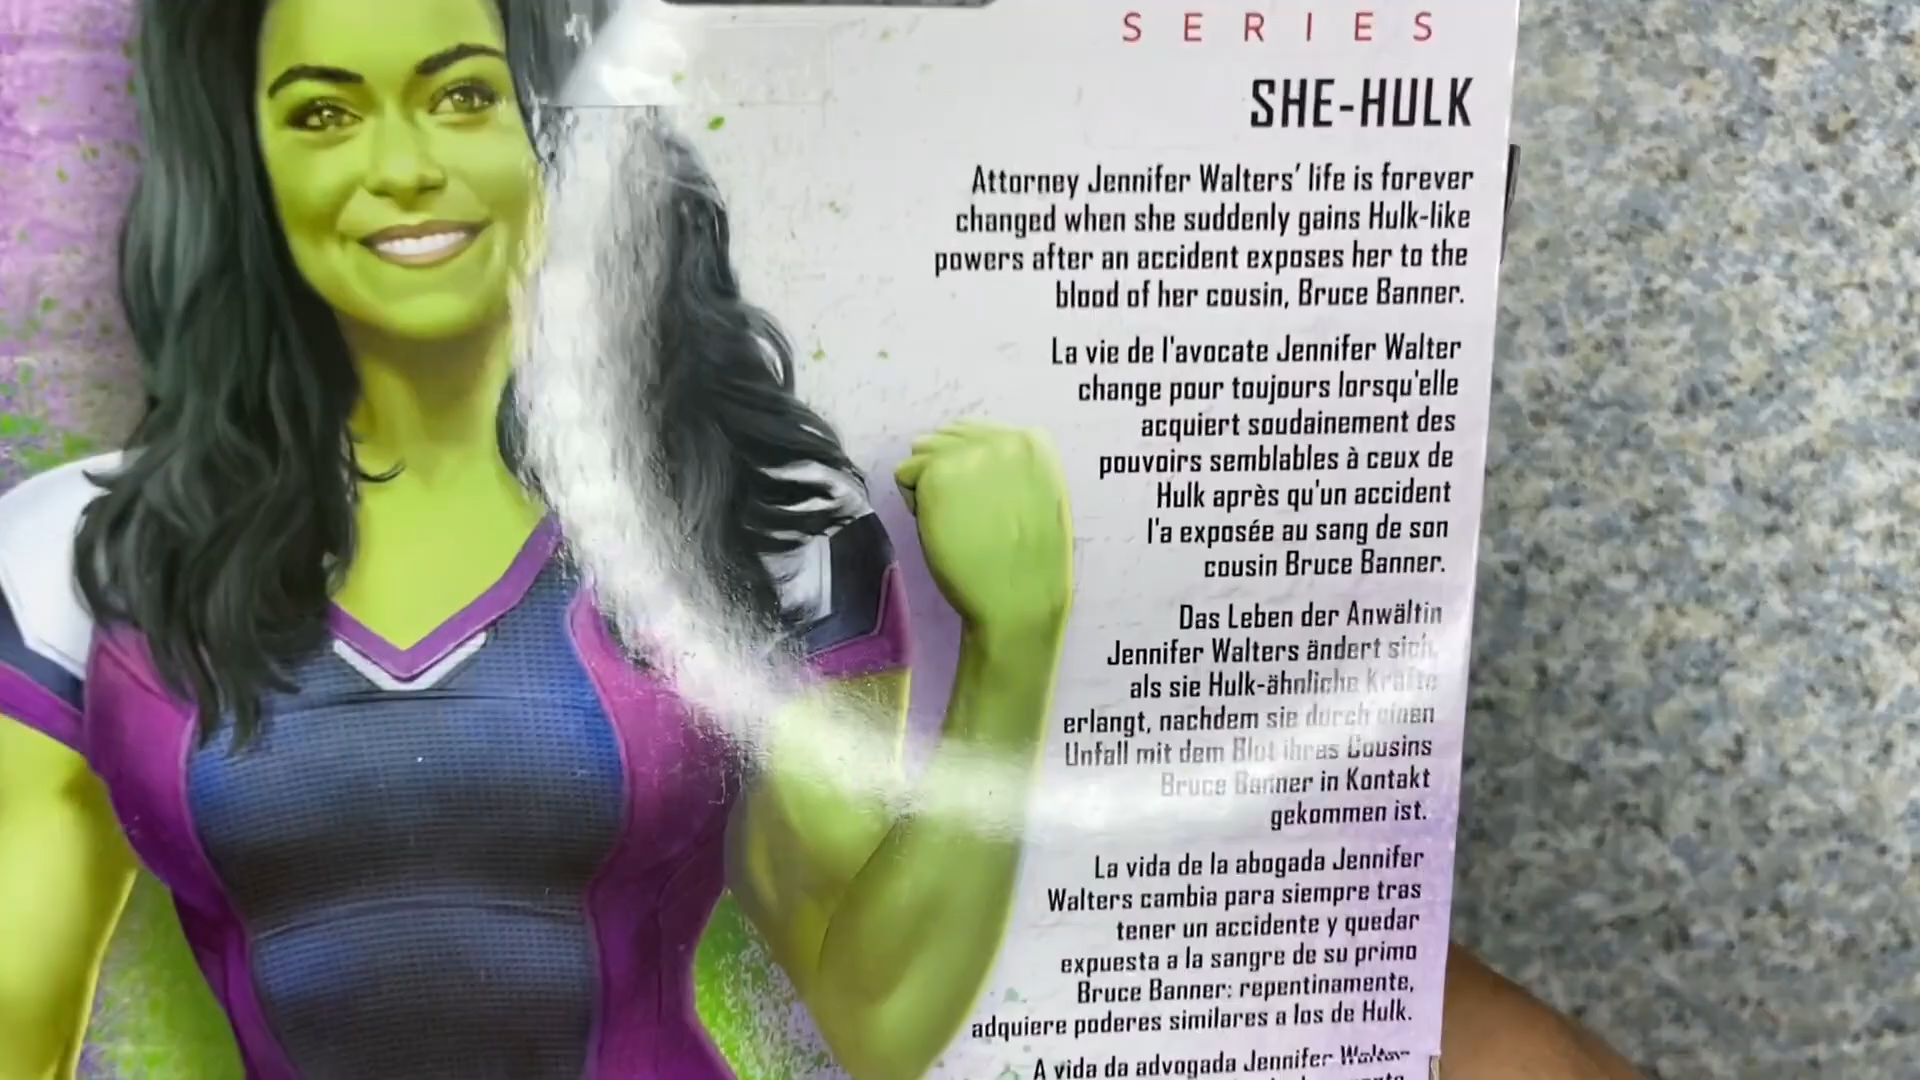 SERIES
SHE-HULK
Attorney Jennifer Walters' life is forever
changed when she suddenly gains Hulk-like
powers after an accident exposes her to the
blood of her cousin, Bruce Banner.
La vie de l'avocate Jennifer Walter
change pour toujours lorsqu'elle
acquiert soudainement des
pouvoirs semblables à ceux de
Hulk après qu'un accident
l'a exposée au sang de son
cousin Bruce Banner.
Das Leben der Anwältin
Jennifer Walters ändert sich,
als sie Hulk-ähnliche Kräfte
erlangt, nachdem sie durch einen
Unfall mit dem Blut ihres Cousins
Bruce Banner in Kontakt
gekommen ist.
La vida de la abogada Jennifer
Walters cambia para siempre tras
tener un accidente y quedar
expuesta a la sangre de su primo
Bruce Banner: repentinamente,
adquiere poderes similares a los de Hulk.
A vida da advogada Jennifer Walter